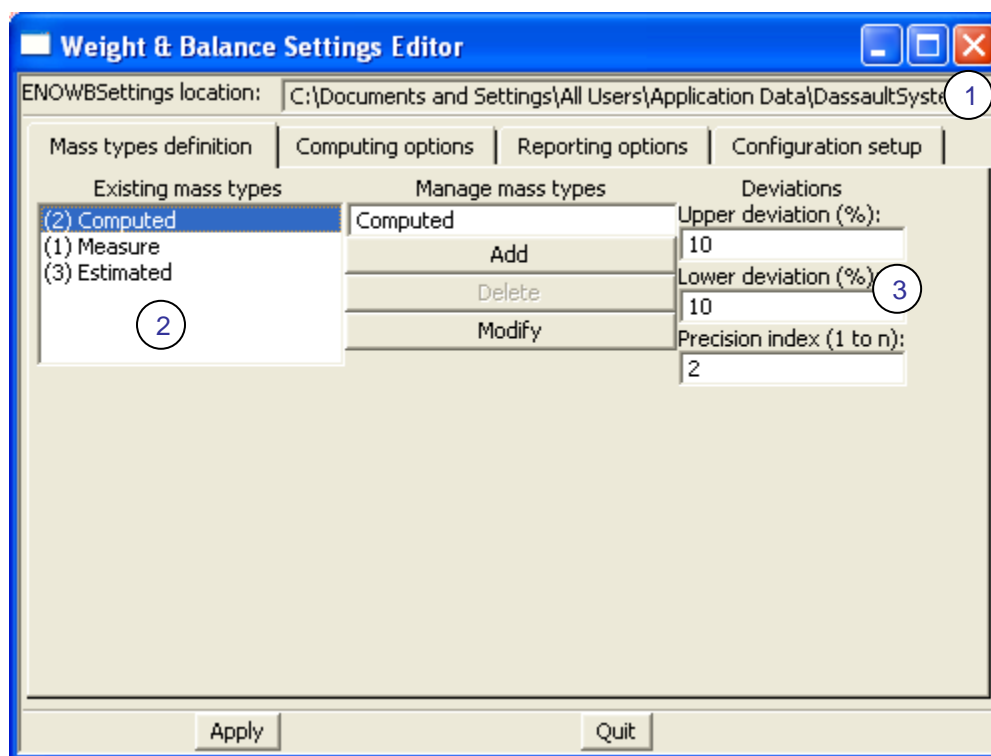 Weight & Balance Settings Editor
ENOWBSettings location: C:\Documents and Settings\All Users\Application Data\DassaultSyste
1
Mass types definition Computing options Reporting options Configuration setup
Existing mass types Manage mass types Deviations
(2) Computed
(1) Measure
(3) Estimated
2
Computed
Add
Delete
Modify
Upper deviation (%):
10
Lower deviation (%)
3
10
Precision index (1 to n):
2
Apply Quit